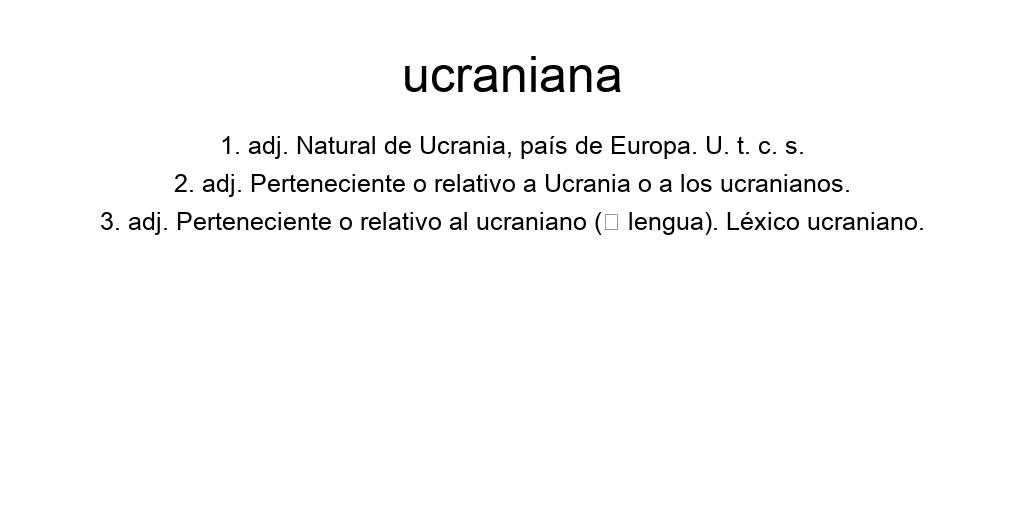 ucraniana
1. adj. Natural de Ucrania, país de Europa. U. t. c. s.
2. adj. Perteneciente o relativo a Ucrania o a los ucranianos.
3. adj. Perteneciente o relativo al ucraniano (□ lengua). Léxico ucraniano.